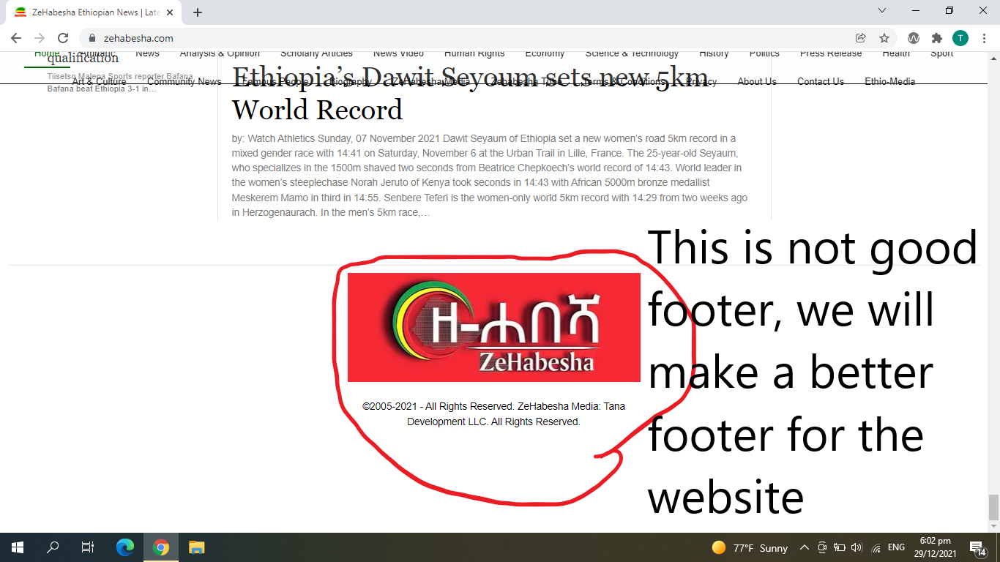 ZeHabesha Ethiopian News | Late
zehabesha.com
T
Home Amharic News Analysis & Opinion Scholarly Articles News Video Human Rights Economy Science & Technology History Politics Press Release Health Sport
qualification
Art & Culture Community News Famous People Biography ZeHabesha Media Zehabesha Tube Terms & Conditions Privacy About Us Contact Us Ethio-Media
Tiisetso Malepa Sports reporter Bafana
Bafana beat Ethiopia 3-1 in…
Ethiopia’s Dawit Seyoum sets new 5km
World Record
by: Watch Athletics Sunday, 07 November 2021 Dawit Seyaum of Ethiopia set a new women’s road 5km record in a
mixed gender race with 14:41 on Saturday, November 6 at the Urban Trail in Lille, France. The 25-year-old Seyaum,
who specializes in the 1500m shaved two seconds from Beatrice Chepkoech’s world record of 14:43. World leader in
the women’s steeplechase Norah Jeruto of Kenya took seconds in 14:43 with African 5000m bronze medallist
Meskerem Mamo in third in 14:55. Senbere Teferi is the women-only world 5km record with 14:29 from two weeks ago
in Herzogenaurach. In the men’s 5km race,…
ዘ-ሐበሻ
ZeHabesha
©2005-2021 - All Rights Reserved. ZeHabesha Media: Tana
Development LLC. All Rights Reserved.
This is not good
footer, we will
make a better
footer for the
website
77°F Sunny
ENG
6:02 pm
29/12/2021
14